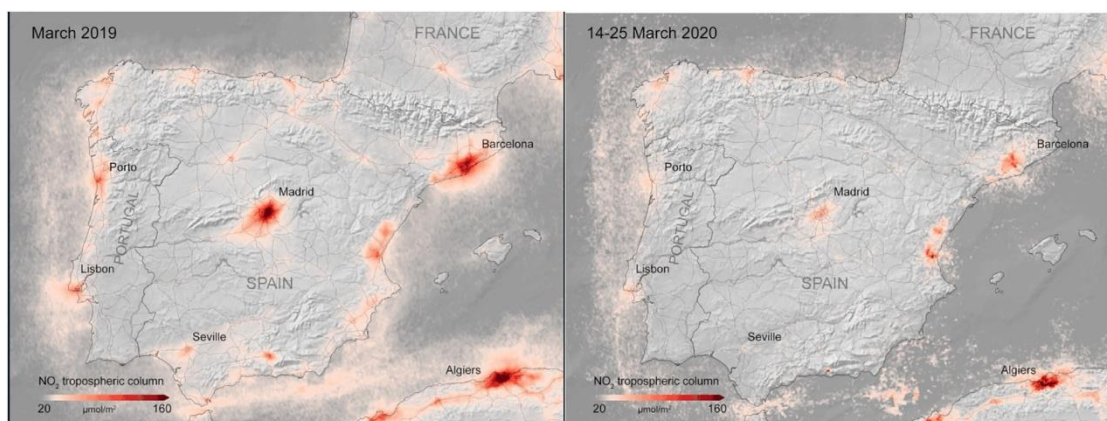 March 2019
FRANCE
Barcelona
Porto
Madrid
PORTUGAL
Lisbon
SPAIN
Seville
Algiers
NO₂ tropospheric column
20 µmol/m² 160
14-25 March 2020
FRANCE
Barcelona
Porto
Madrid
PORTUGAL
Lisbon
SPAIN
Seville
Algiers
NO₂ tropospheric column
20 µmol/m² 160